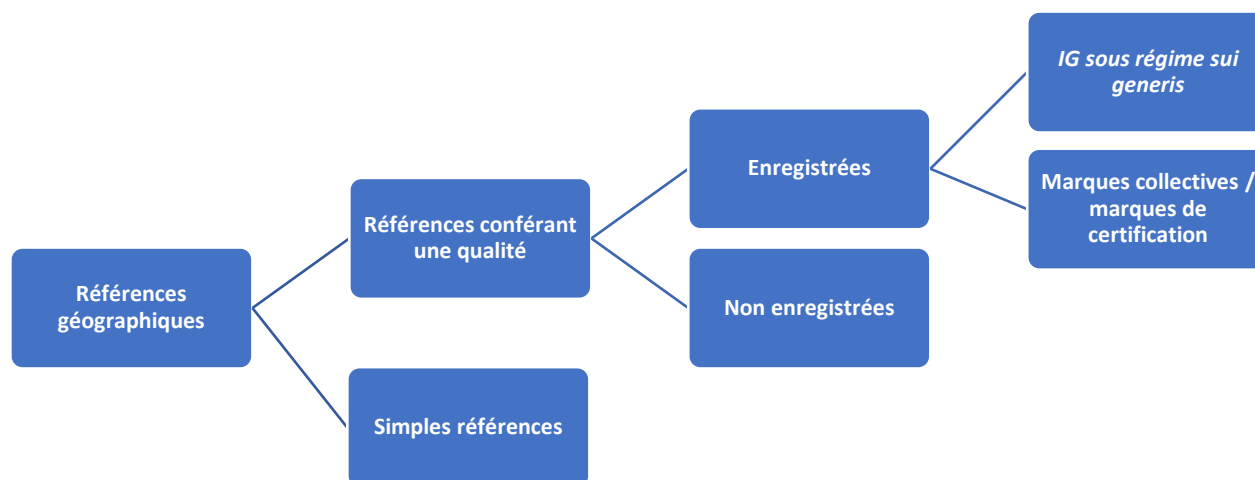 Références
géographiques
Références conférant
une qualité
Simples références
Enregistrées
Non enregistrées
IG sous régime sui
generis
Marques collectives /
marques de
certification